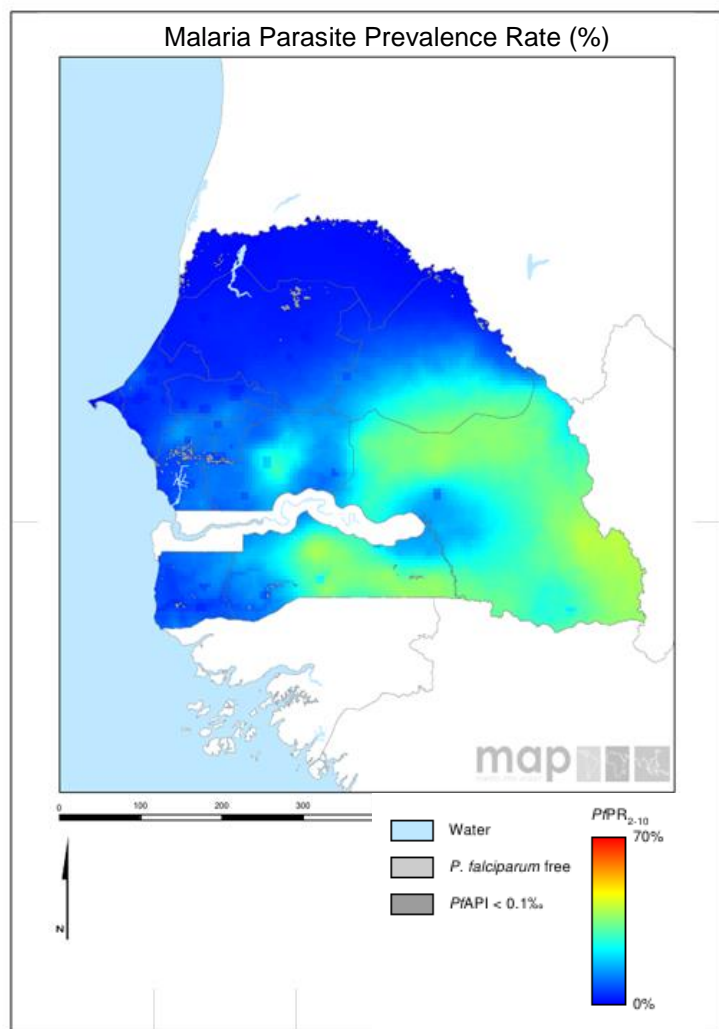 Malaria Parasite Prevalence Rate (%)
map
0 100 200 300
Water
P. falciparum free
PfAPI < 0.1‰
PfPR2-10
70%
0%
N